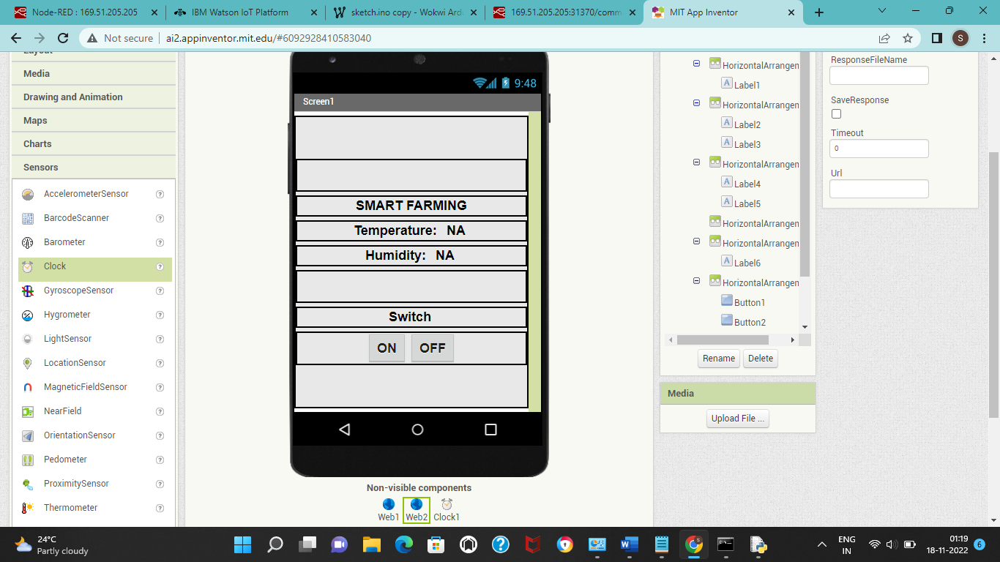 Node-RED : 169.51.205.205
IBM Watson IoT Platform
sketch.ino copy - Wokwi Ard
169.51.205.205:31370/comm
MIT App Inventor
Not secure
ai2.appinventor.mit.edu/#6092928410583040
S
Layout
Media
Drawing and Animation
Maps
Charts
Sensors
AccelerometerSensor ?
BarcodeScanner ?
Barometer ?
Clock ?
GyroscopeSensor ?
Hygrometer ?
LightSensor ?
LocationSensor ?
MagneticFieldSensor ?
NearField ?
OrientationSensor ?
Pedometer ?
ProximitySensor ?
Thermometer ?
9:48
Screen1
SMART FARMING
Temperature: NA
Humidity: NA
Switch
ON OFF
Non-visible components
Web1 Web2 Clock1
HorizontalArrangen
Label1
HorizontalArrangen
Label2
Label3
HorizontalArrangen
Label4
Label5
HorizontalArrangen
HorizontalArrangen
Label6
HorizontalArrangen
Button1
Button2
Rename Delete
Media
Upload File ...
ResponseFileName
SaveResponse
Timeout
0
Url
24°C
Partly cloudy
ENG
IN
01:19
18-11-2022
6